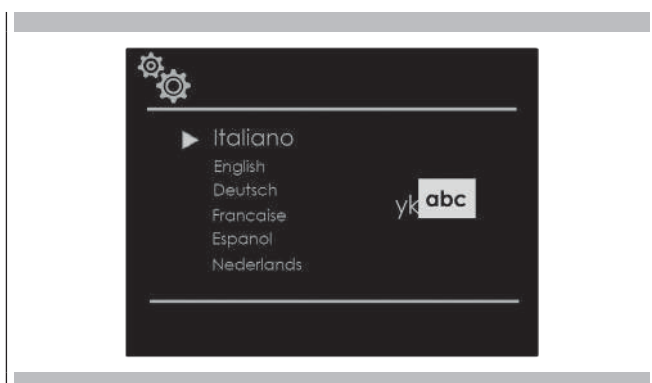 Italiano
English
Deutsch
Francaise
Espanol
Nederlands
yk abc